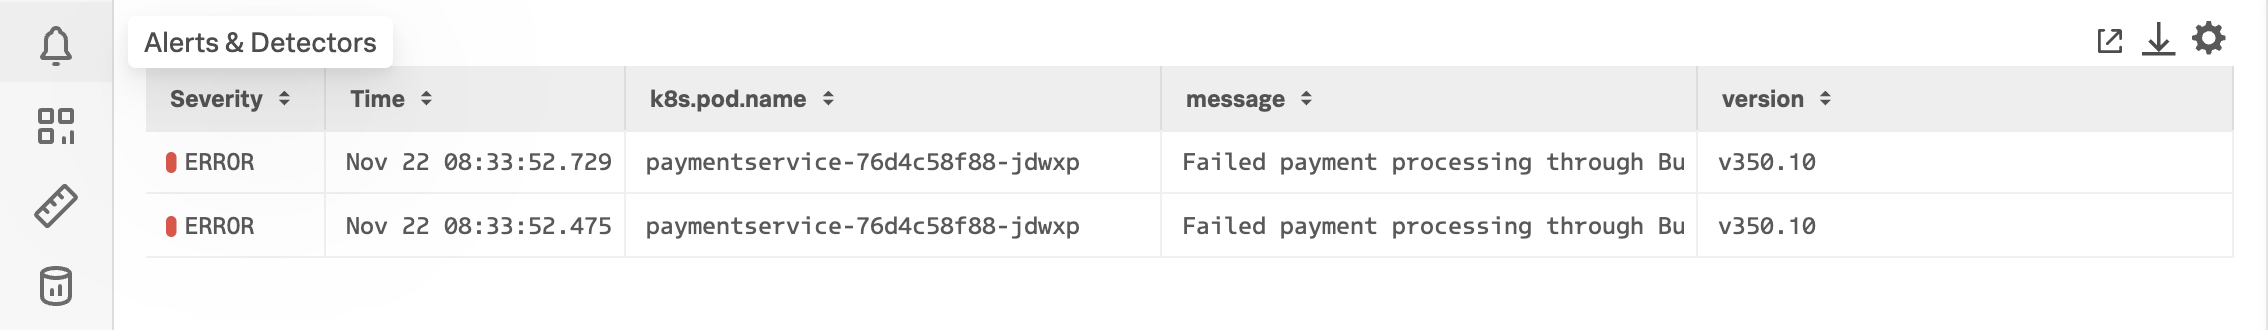 Alerts & Detectors
Severity Time k8s.pod.name message version
ERROR Nov 22 08:33:52.729 paymentservice-76d4c58f88-jdwxp Failed payment processing through Bu v350.10
ERROR Nov 22 08:33:52.475 paymentservice-76d4c58f88-jdwxp Failed payment processing through Bu v350.10